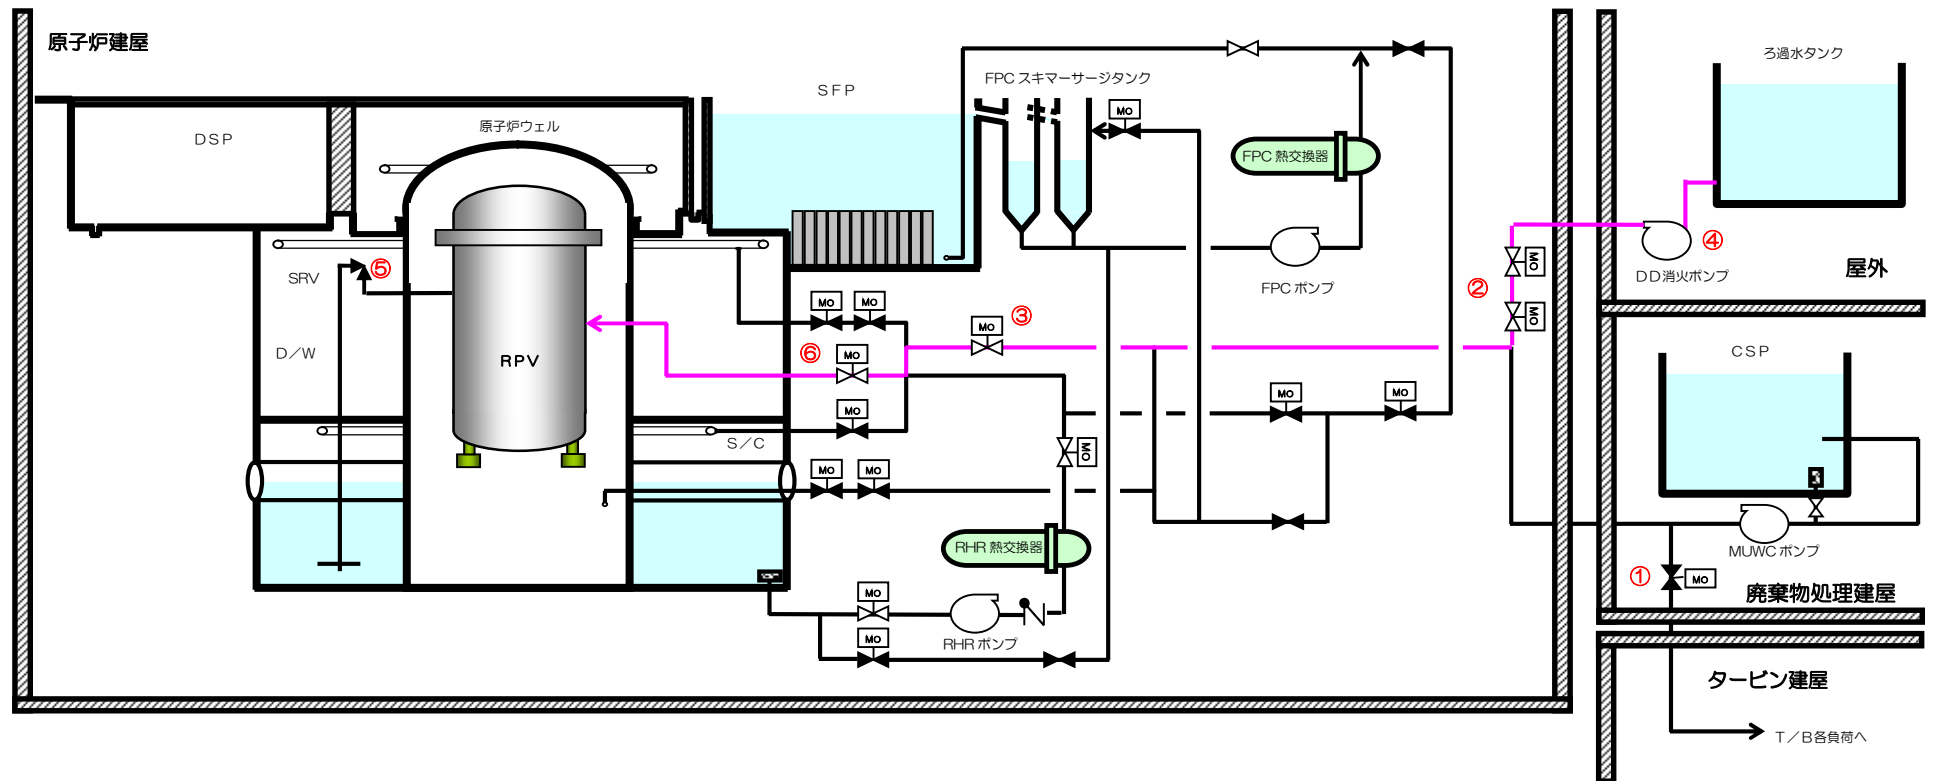 原子炉建屋
ろ過水タンク
FPC スキマーサージタンク
SFP
MO
原子炉ウェル
DSP
FPC 熱交換器
④
MO
②
DD消火ポンプ
屋外
⑤
SRV
FPC ポンプ
MO
MO
MO
③
MO
MO
D/W
⑥
MO
RPV
CSP
MO
MO
MO
S/C
MO
MO
MO
RHR 熱交換器
MUWC ポンプ
①
MO
MO
廃棄物処理建屋
MO
RHR ポンプ
タービン建屋
T/B各負荷へ